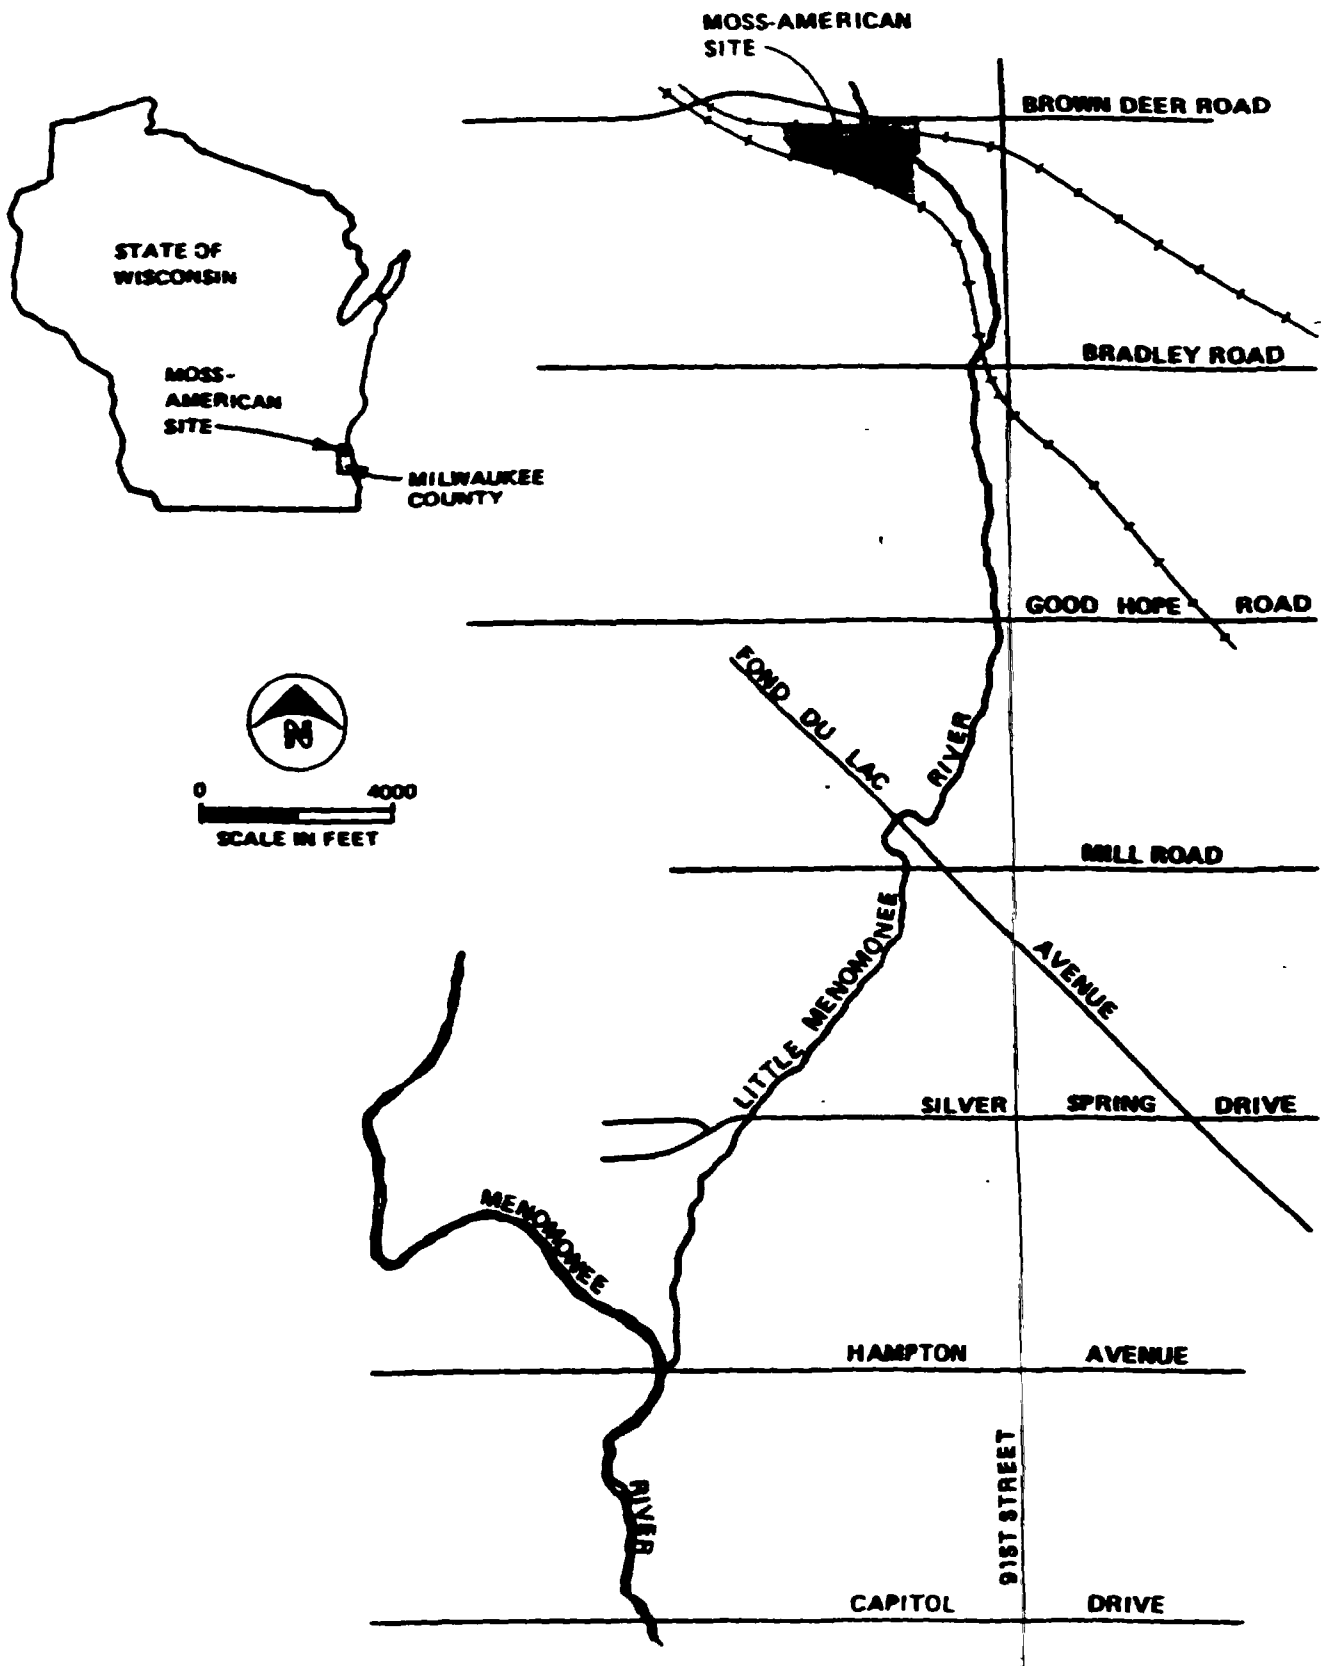 MOSS-AMERICAN
SITE
BROWN DEER ROAD
STATE OF
WISCONSIN
MOSS-
AMERICAN
SITE
MILWAUKEE
COUNTY
BRADLEY ROAD
GOOD HOPE ROAD
FOND DU LAC AVENUE
N
0 4000
SCALE IN FEET
MILL ROAD
LITTLE MENOMONEE RIVER
SILVER SPRING DRIVE
MENOMONEE RIVER
HAMPTON AVENUE
91ST STREET
CAPITOL DRIVE